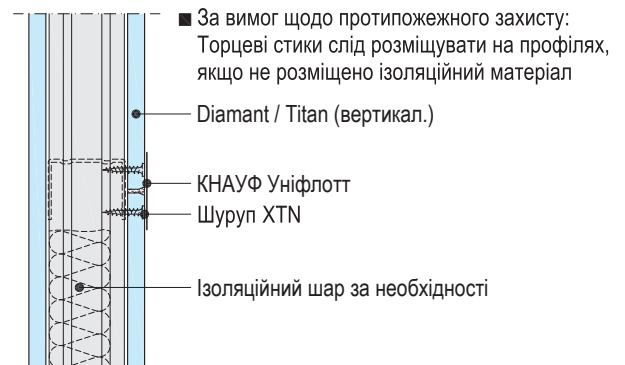 ■ За вимог щодо протипожежного захисту:
Торцеві стики слід розміщувати на профілях,
якщо не розміщено ізоляційний матеріал
Diamant / Titan (вертикал.)
КНАУФ Уніфлотт
Шуруп XTN
Ізоляційний шар за необхідності